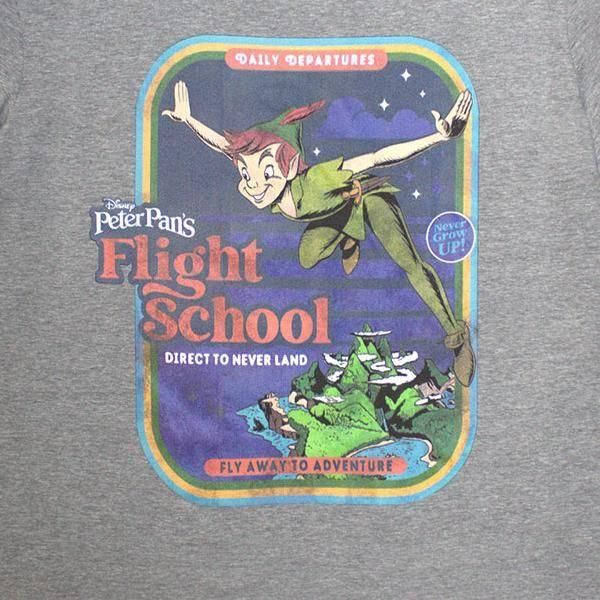 DAILY DEPARTURES
DISNEY
Peter Pan's
Flight
School
DIRECT TO NEVER LAND
Never
Grow
UP!
FLY AWAY TO ADVENTURE